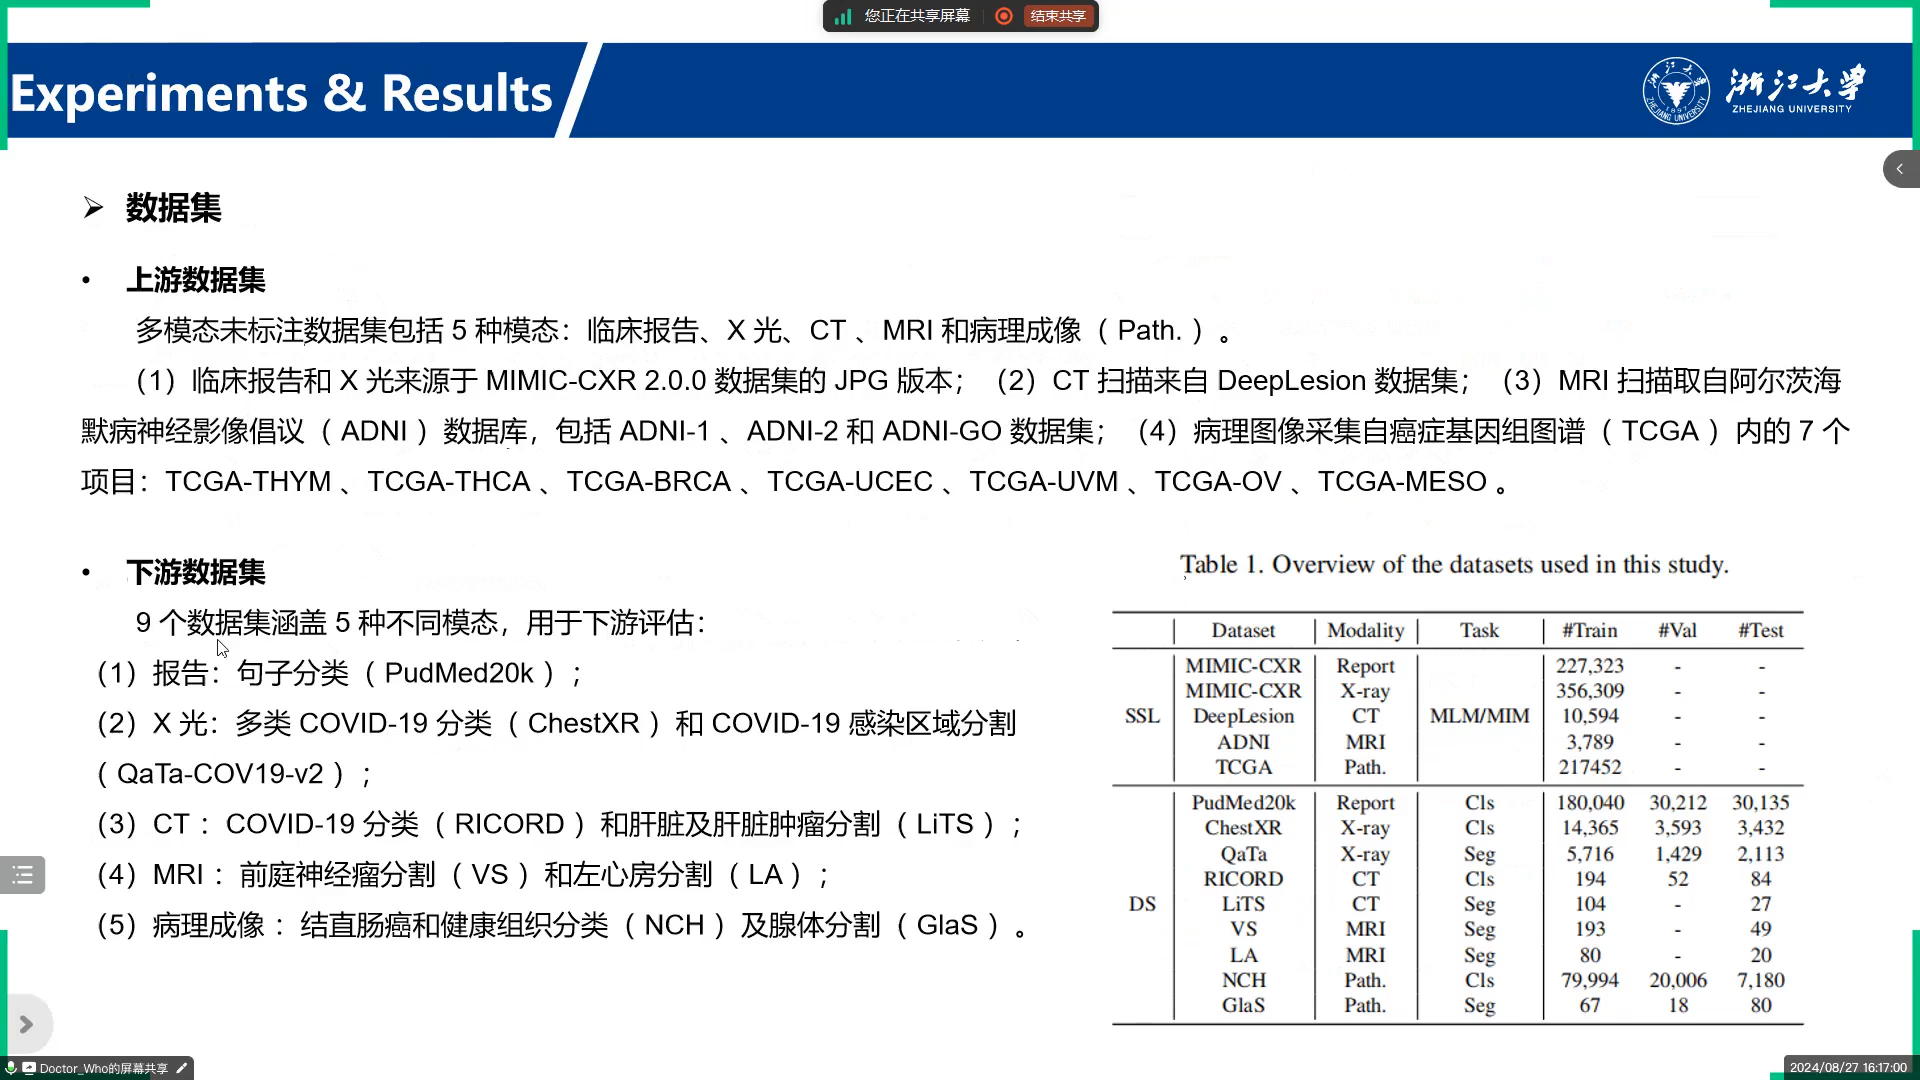 您正在共享屏幕 结束共享
Experiments & Results
浙江大学
ZHEJIANG UNIVERSITY
➢ 数据集
• 上游数据集
多模态未标注数据集包括 5 种模态：临床报告、X 光、CT 、MRI 和病理成像（ Path. ）。
（1）临床报告和 X 光来源于 MIMIC-CXR 2.0.0 数据集的 JPG 版本；（2）CT 扫描来自 DeepLesion 数据集；（3）MRI 扫描取自阿尔茨海
默病神经影像倡议（ ADNI ）数据库，包括 ADNI-1 、ADNI-2 和 ADNI-GO 数据集；（4）病理图像采集自癌症基因组图谱（ TCGA ）内的 7 个
项目：TCGA-THYM 、TCGA-THCA 、TCGA-BRCA 、TCGA-UCEC 、TCGA-UVM 、TCGA-OV 、TCGA-MESO 。
• 下游数据集
9 个数据集涵盖 5 种不同模态，用于下游评估：
（1）报告：句子分类（ PudMed20k ）；
（2）X 光：多类 COVID-19 分类（ ChestXR ）和 COVID-19 感染区域分割
（ QaTa-COV19-v2 ）；
（3）CT ：COVID-19 分类（ RICORD ）和肝脏及肝脏肿瘤分割（ LiTS ）；
（4）MRI ：前庭神经瘤分割（ VS ）和左心房分割（ LA ）；
（5）病理成像 ：结直肠癌和健康组织分类（ NCH ）及腺体分割（ GlaS ）。
Table 1. Overview of the datasets used in this study.
Dataset Modality Task #Train #Val #Test
MIMIC-CXR Report 227,323 - -
MIMIC-CXR X-ray 356,309 - -
SSL DeepLesion CT MLM/MIM 10,594 - -
ADNI MRI 3,789 - -
TCGA Path. 217452 - -
PudMed20k Report Cls 180,040 30,212 30,135
ChestXR X-ray Cls 14,365 3,593 3,432
QaTa X-ray Seg 5,716 1,429 2,113
RICORD CT Cls 194 52 84
DS LiTS CT Seg 104 - 27
VS MRI Seg 193 - 49
LA MRI Seg 80 - 20
NCH Path. Cls 79,994 20,006 7,180
GlaS Path. Seg 67 18 80
Doctor_Who的屏幕共享
2024/08/27 16:17:00